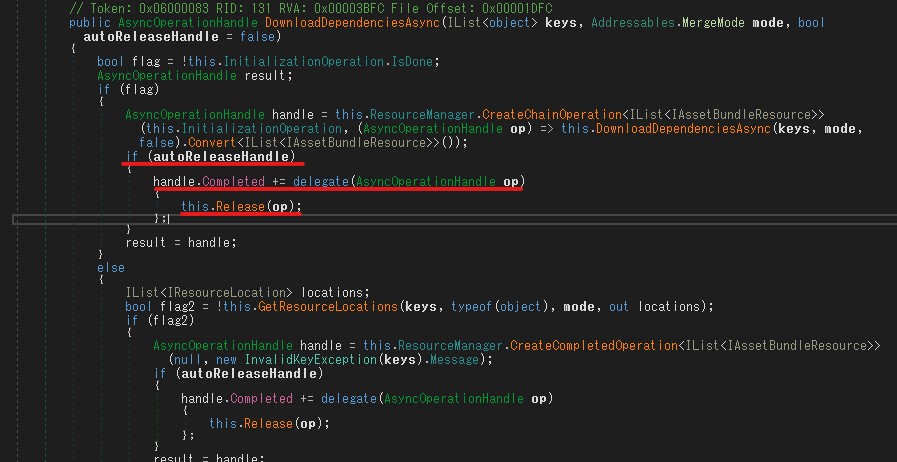 // Token: 0x06000083 RID: 131 RVA: 0x00003BFC File Offset: 0x00001DFC
public AsyncOperationHandle DownloadDependenciesAsync(IList<object> keys, Addressables.MergeMode mode, bool
autoReleaseHandle = false)
{
bool flag = !this.InitializationOperation.IsDone;
AsyncOperationHandle result;
if (flag)
{
AsyncOperationHandle handle = this.ResourceManager.CreateChainOperation<IList<IAssetBundleResource>>
(this.InitializationOperation, (AsyncOperationHandle op) => this.DownloadDependenciesAsync(keys, mode,
false).Convert<IList<IAssetBundleResource>>());
if (autoReleaseHandle)
{
handle.Completed += delegate(AsyncOperationHandle op)
{
this.Release(op);
};
}
result = handle;
}
else
{
IList<IResourceLocation> locations;
bool flag2 = !this.GetResourceLocations(keys, typeof(object), mode, out locations);
if (flag2)
{
AsyncOperationHandle handle = this.ResourceManager.CreateCompletedOperation<IList<IAssetBundleResource>>
(null, new InvalidKeyException(keys).Message);
if (autoReleaseHandle)
{
handle.Completed += delegate(AsyncOperationHandle op)
{
this.Release(op);
};
}
result = handle;